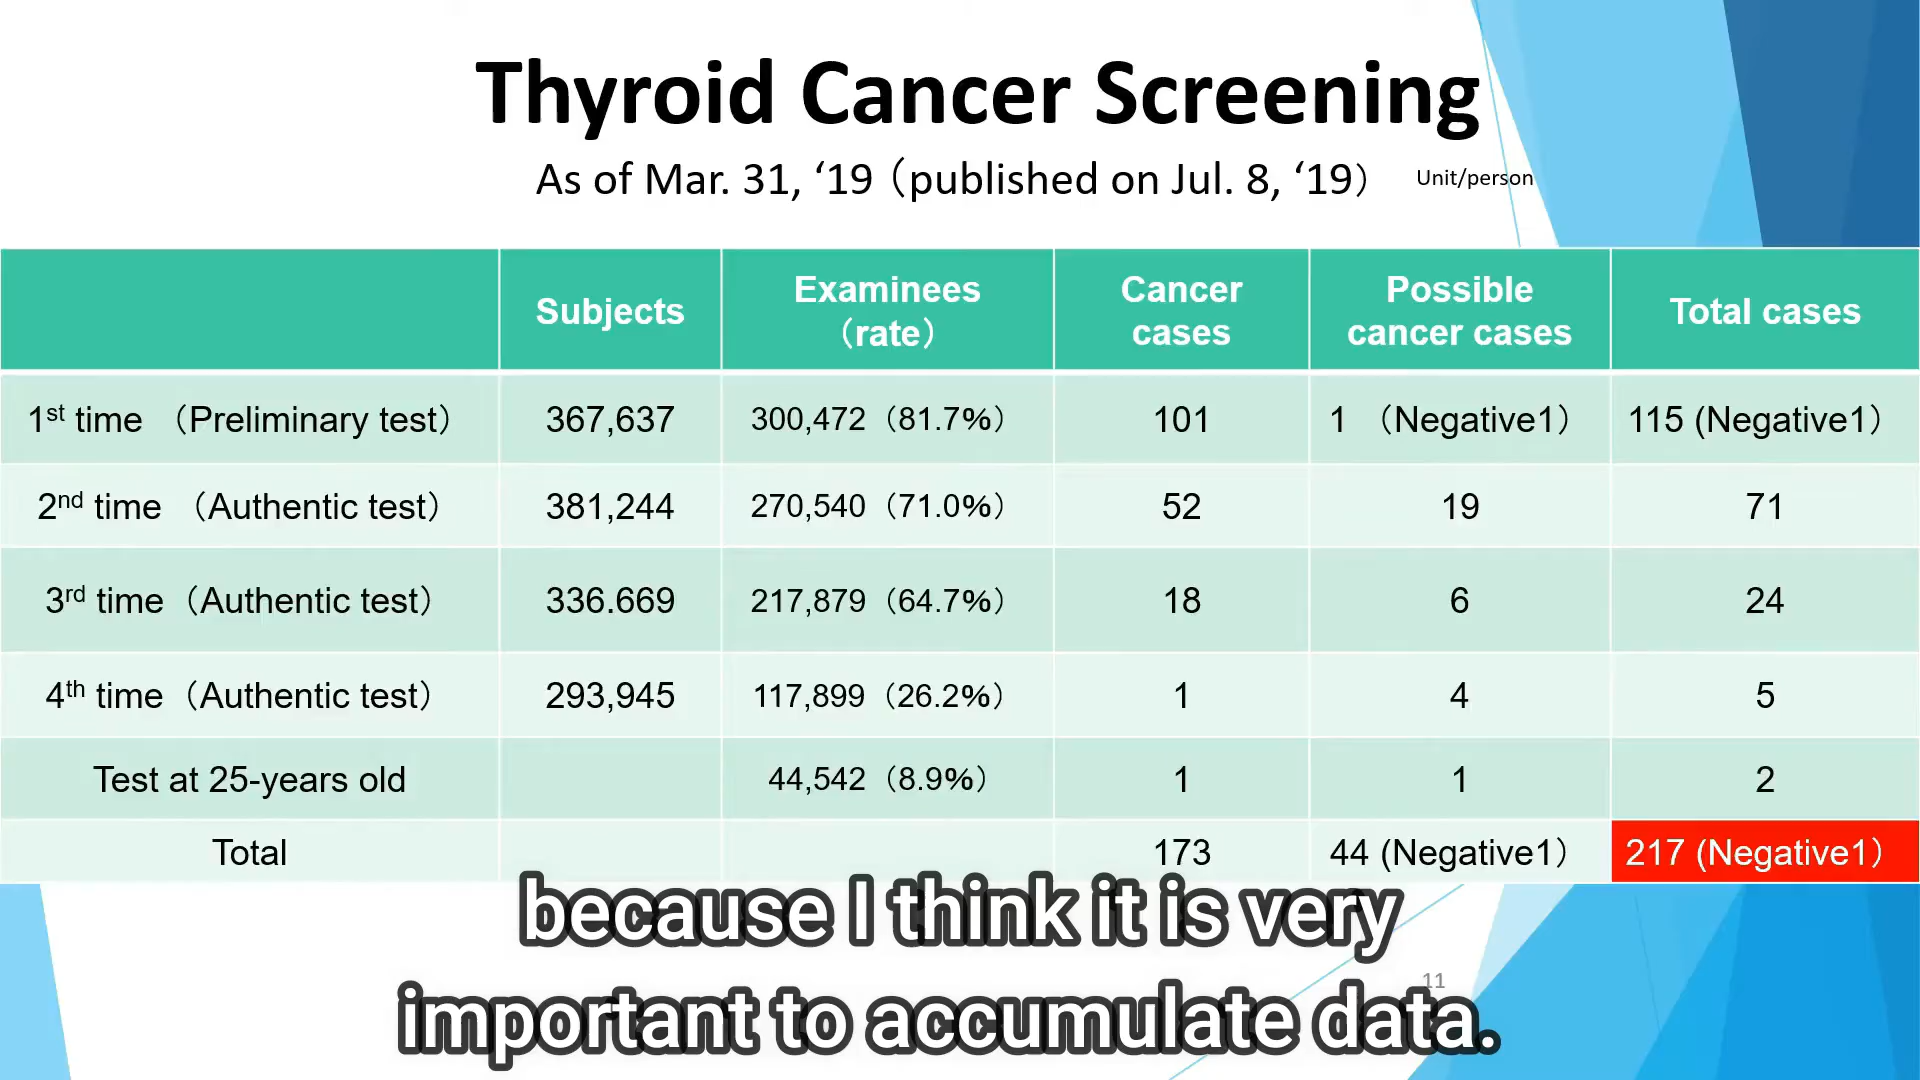 Thyroid Cancer Screening
As of Mar. 31, ‘19（published on Jul. 8, ‘19） Unit/person
Subjects Examinees（rate） Cancer cases Possible cancer cases Total cases
1st time （Preliminary test） 367,637 300,472（81.7%） 101 1 （Negative1） 115 (Negative1）
2nd time （Authentic test） 381,244 270,540（71.0%） 52 19 71
3rd time（Authentic test） 336.669 217,879（64.7%） 18 6 24
4th time（Authentic test） 293,945 117,899（26.2%） 1 4 5
Test at 25-years old 44,542（8.9%） 1 1 2
Total 173 44 (Negative1） 217 (Negative1）
because I think it is very
important to accumulate data.
11